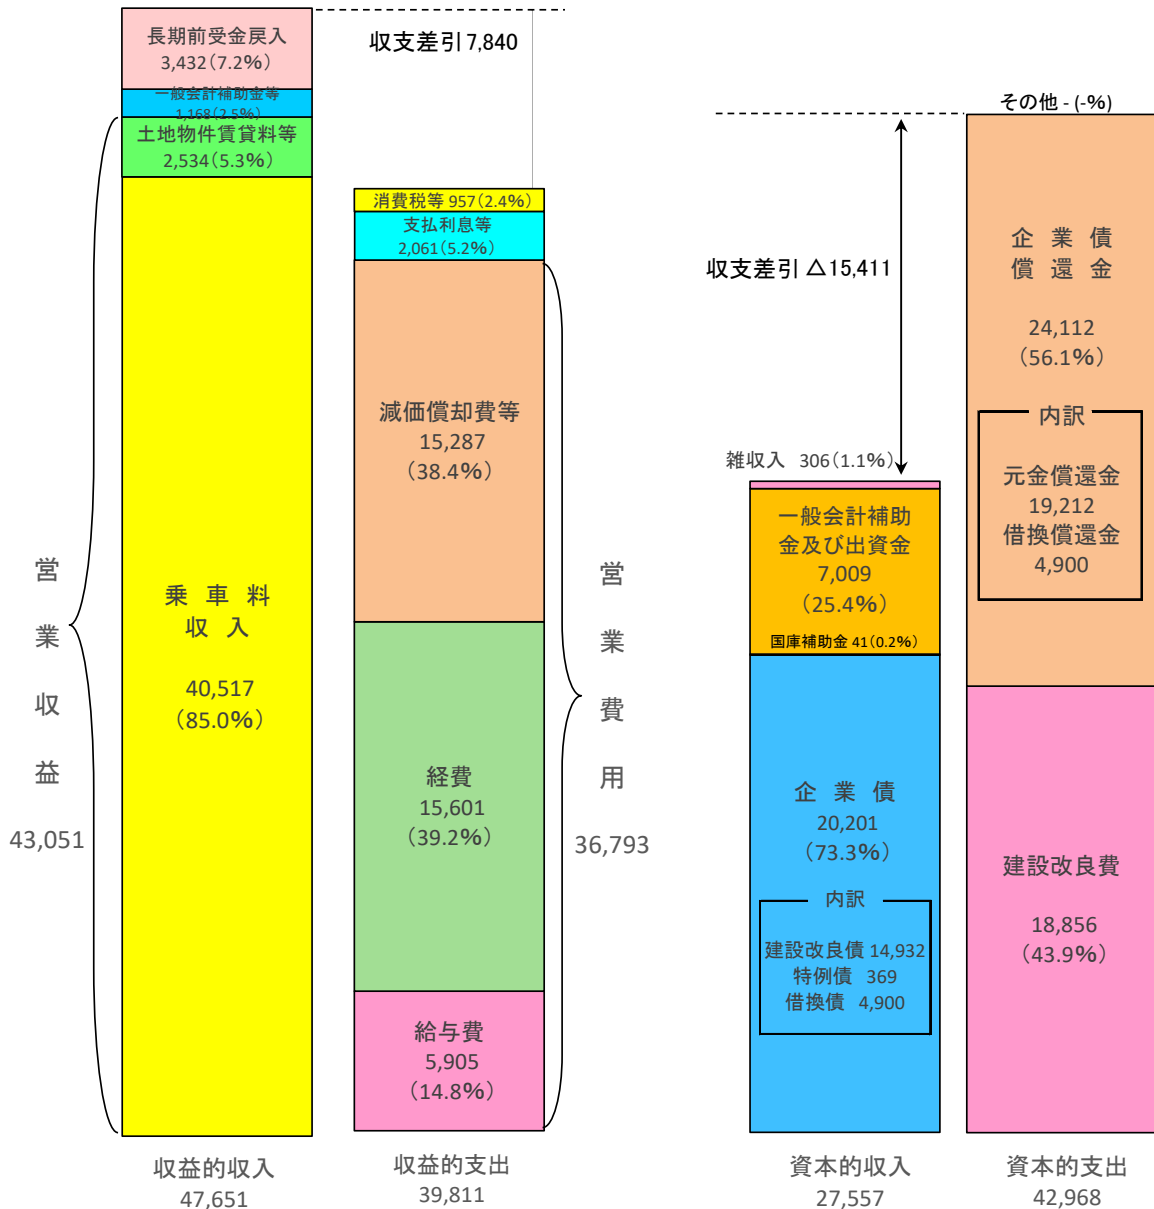 長期前受金戻入
3,432(7.2%)
一般会計補助金等
1,168(2.5%)
土地物件賃貸料等
2,534(5.3%)
乗車料
収入
40,517
(85.0%)
営
業
収
益
43,051
収益的収入
47,651
収支差引 7,840
消費税等 957(2.4%)
支払利息等
2,061(5.2%)
減価償却費等
15,287
(38.4%)
経費
15,601
(39.2%)
給与費
5,905
(14.8%)
営
業
費
用
36,793
収益的支出
39,811
収支差引 △15,411
雑収入 306(1.1%)
一般会計補助
金及び出資金
7,009
(25.4%)
国庫補助金 41(0.2%)
企業債
20,201
(73.3%)
内訳
建設改良債 14,932
特例債 369
借換債 4,900
資本的収入
27,557
その他 - (-%)
企業債
償還金
24,112
(56.1%)
内訳
元金償還金
19,212
借換償還金
4,900
建設改良費
18,856
(43.9%)
資本的支出
42,968